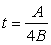 t = A / 4B